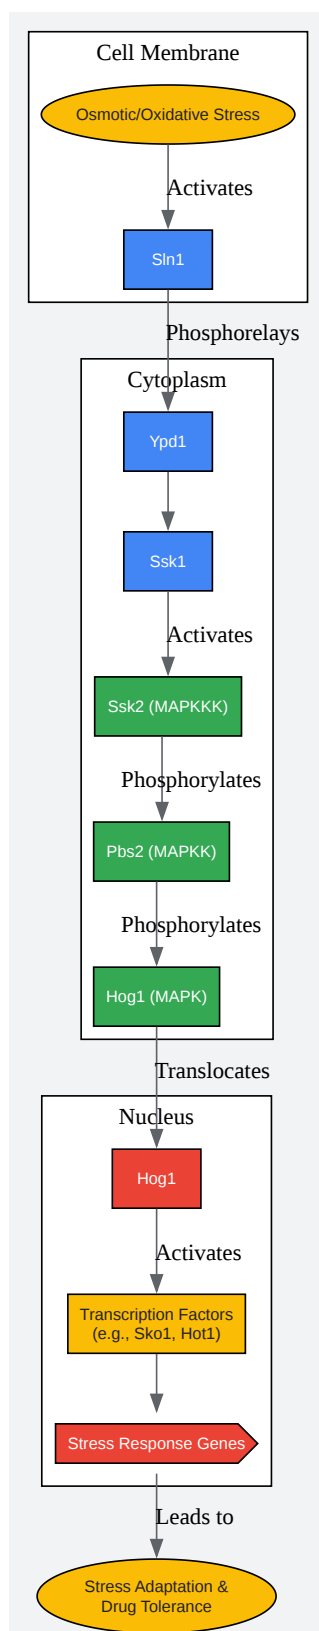 Cell Membrane
Osmotic/Oxidative Stress
Activates
Sln1
Phosphorelays
Cytoplasm
Ypd1
Ssk1
Activates
Ssk2 (MAPKKK)
Phosphorylates
Pbs2 (MAPKK)
Phosphorylates
Hog1 (MAPK)
Translocates
Nucleus
Hog1
Activates
Transcription Factors
(e.g., Sko1, Hot1)
Stress Response Genes
Leads to
Stress Adaptation &
Drug Tolerance